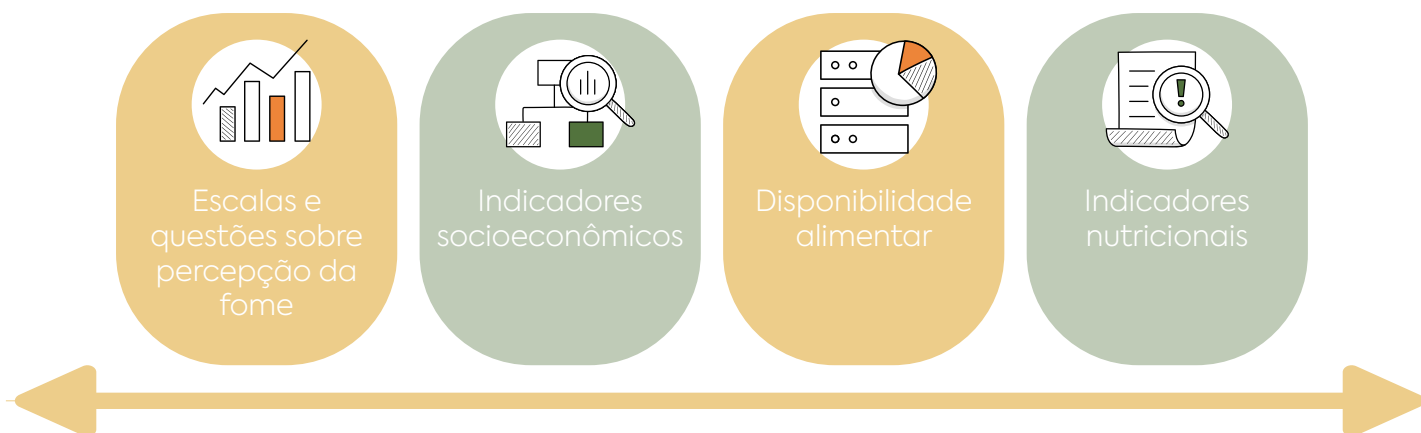 Escalas e
questões sobre
percepção da
fome
Indicadores
socioeconômicos
Disponibilidade
alimentar
Indicadores
nutricionais